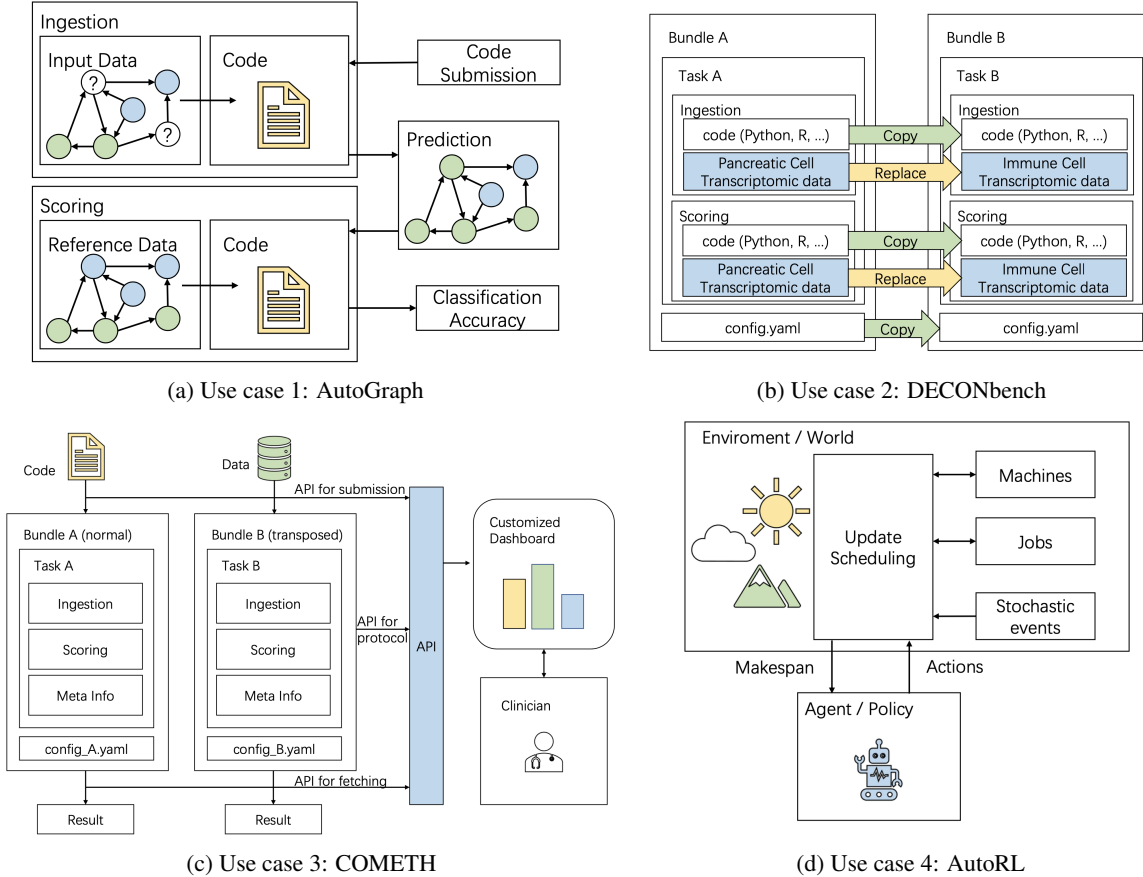 Ingestion
Input Data
?
?
Code
Code
Submission
Prediction
Scoring
Reference Data
Code
Classification
Accuracy
(a) Use case 1: AutoGraph
Bundle A
Task A
Ingestion
code (Python, R, ...)
Pancreatic Cell
Transcriptomic data
Scoring
code (Python, R, ...)
Pancreatic Cell
Transcriptomic data
config.yaml
Copy
Replace
Copy
Replace
Copy
Bundle B
Task B
Ingestion
code (Python, R, ...)
Immune Cell
Transcriptomic data
Scoring
code (Python, R, ...)
Immune Cell
Transcriptomic data
config.yaml
(b) Use case 2: DECONbench
Code
Data
API for submission
Bundle A (normal)
Task A
Ingestion
Scoring
Meta Info
config_A.yaml
Result
Bundle B (transposed)
Task B
Ingestion
Scoring
Meta Info
config_B.yaml
Result
API for
protocol
API for fetching
API
Customized
Dashboard
Clinician
(c) Use case 3: COMETH
Enviroment / World
Update
Scheduling
Machines
Jobs
Stochastic
events
Makespan
Actions
Agent / Policy
(d) Use case 4: AutoRL